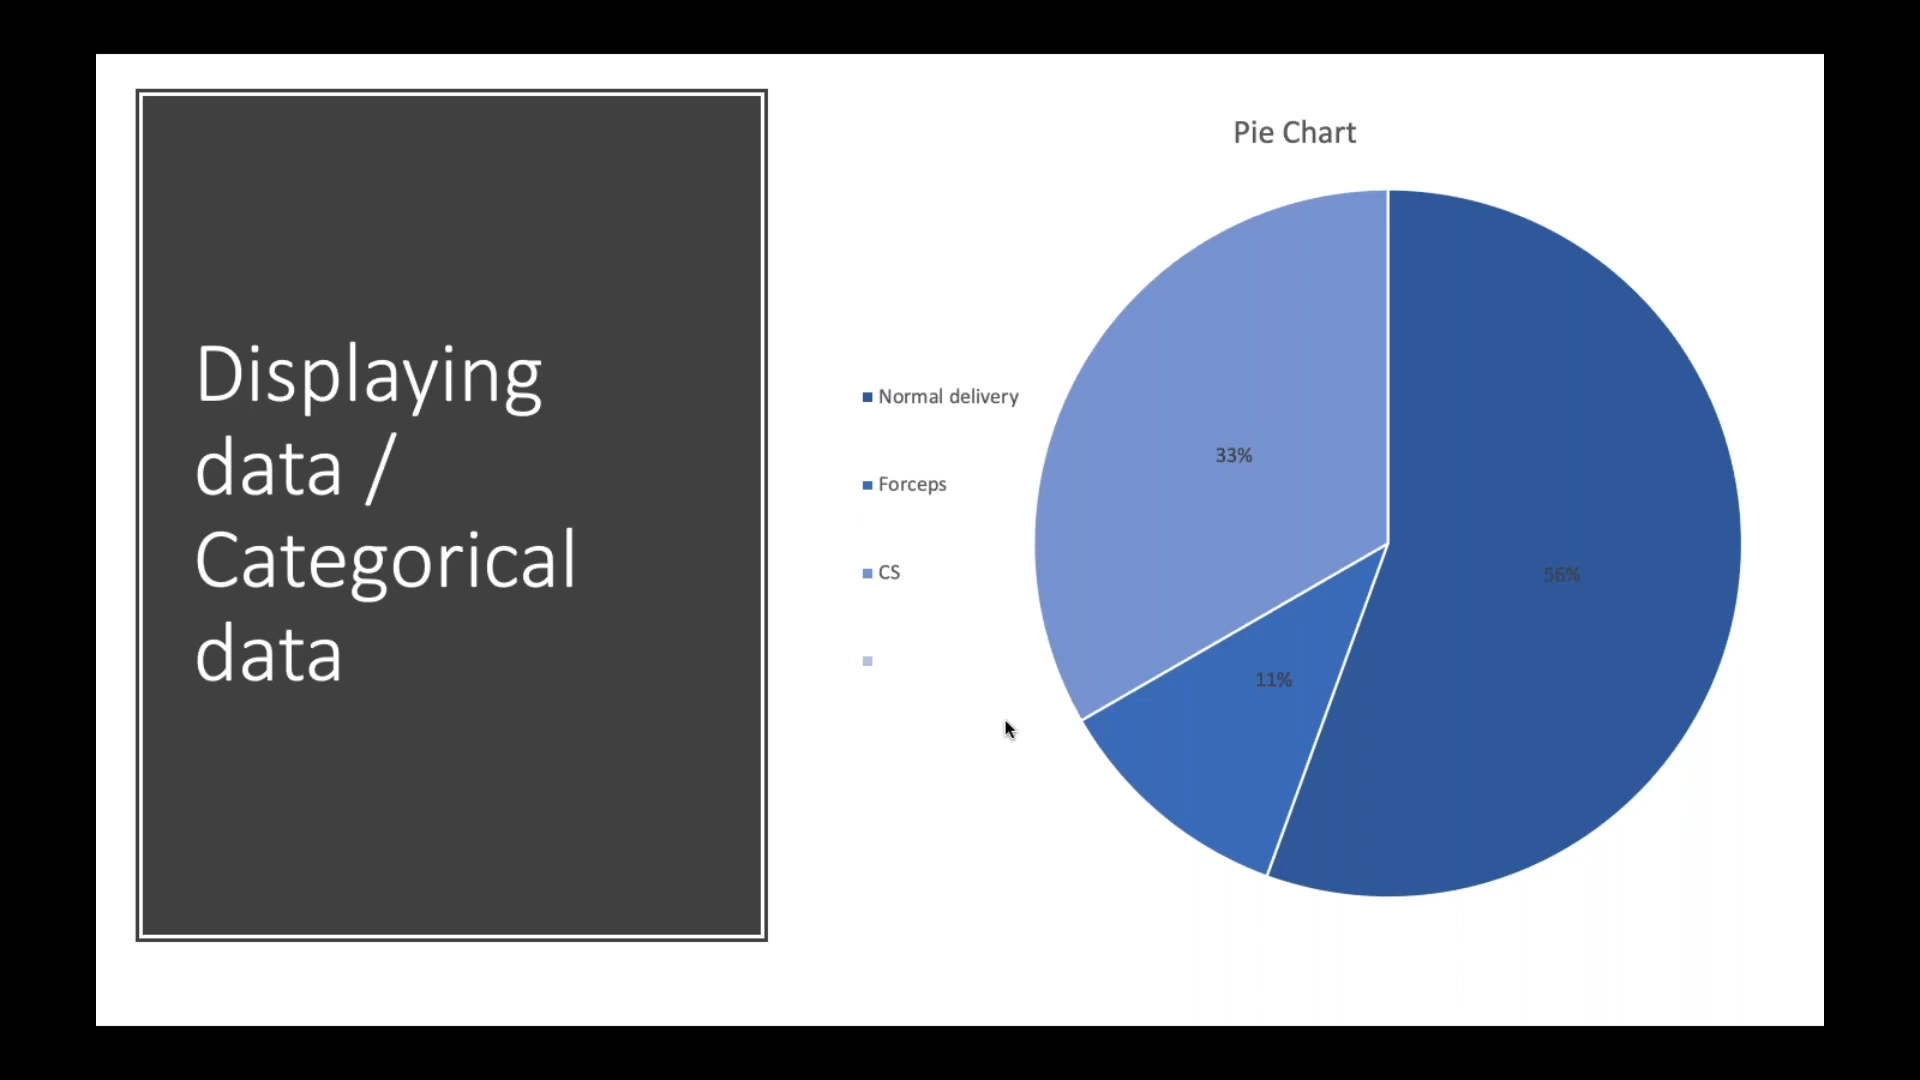 Displaying
data /
Categorical
data
Pie Chart
Normal delivery
Forceps
CS
33%
56%
11%